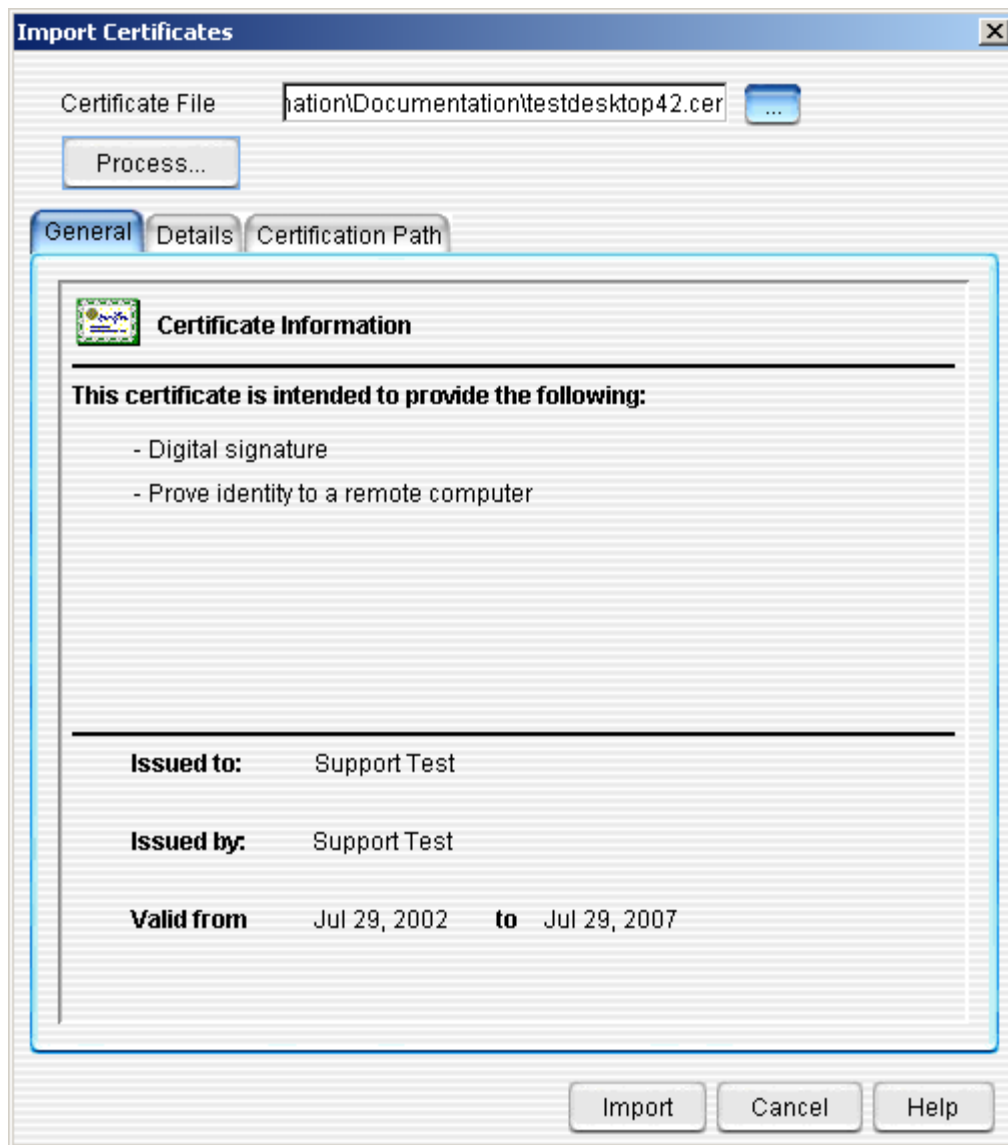 Import Certificates
Certificate File nation\Documentation\testdesktop42.cer ...
Process...
General Details Certification Path
Certificate Information
This certificate is intended to provide the following:
- Digital signature
- Prove identity to a remote computer
Issued to: Support Test
Issued by: Support Test
Valid from Jul 29, 2002 to Jul 29, 2007
Import Cancel Help